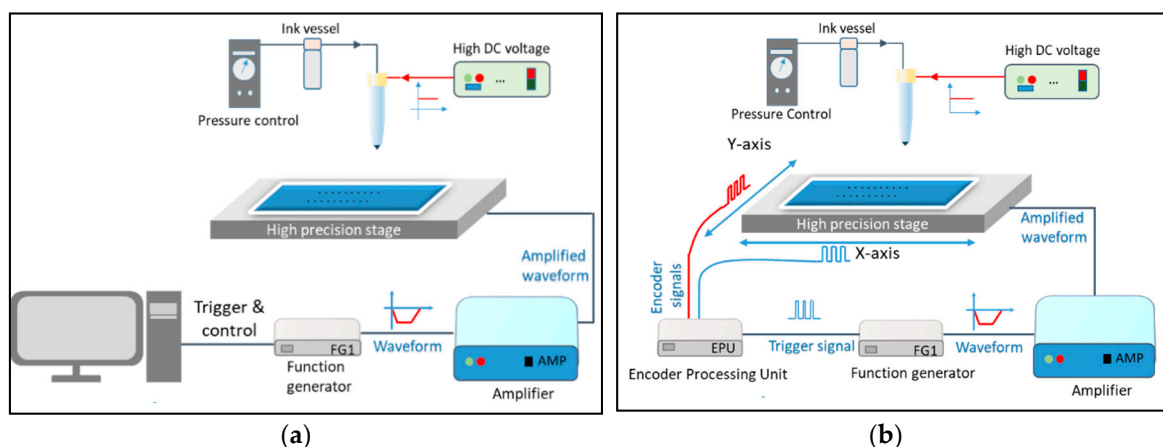 Ink vessel
High DC voltage
...
Pressure control
High precision stage
Amplified
waveform
Trigger &
control
Waveform
FG1
AMP
Function
generator
Amplifier
(a)
Ink vessel
High DC voltage
...
Pressure Control
Y-axis
High precision stage
Amplified
waveform
X-axis
Encoder
signals
EPU
Trigger signal
FG1
Waveform
AMP
Encoder Processing Unit
Function generator
Amplifier
(b)